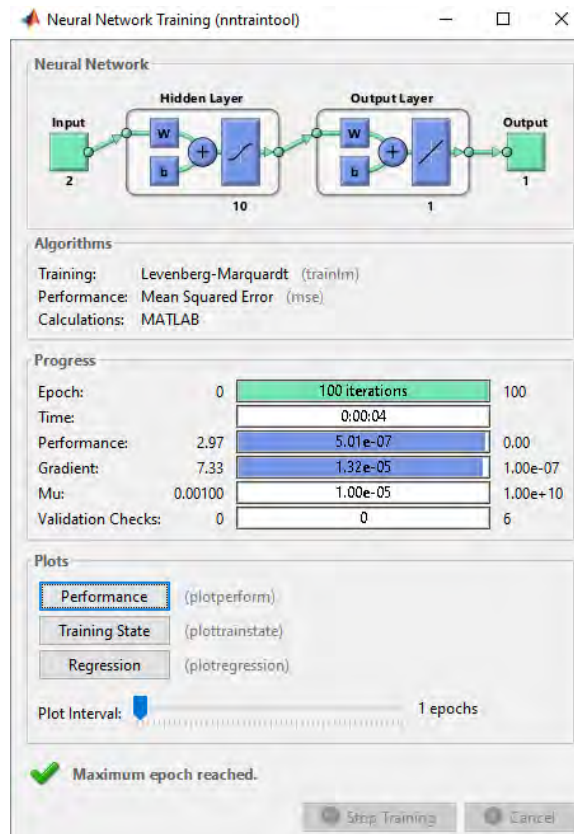 Neural Network Training (nntraintool)
Neural Network
Hidden Layer
Output Layer
Input
Output
W
b
+
W
b
+
2
10
1
1
Algorithms
Training: Levenberg-Marquardt (trainlm)
Performance: Mean Squared Error (mse)
Calculations: MATLAB
Progress
Epoch: 0 100 iterations 100
Time: 0:00:04
Performance: 2.97 5.01e-07 0.00
Gradient: 7.33 1.32e-05 1.00e-07
Mu: 0.00100 1.00e-05 1.00e+10
Validation Checks: 0 0 6
Plots
Performance (plotperform)
Training State (plottrainstate)
Regression (plotregression)
Plot Interval: 1 epochs
Maximum epoch reached.
Stop Training Cancel